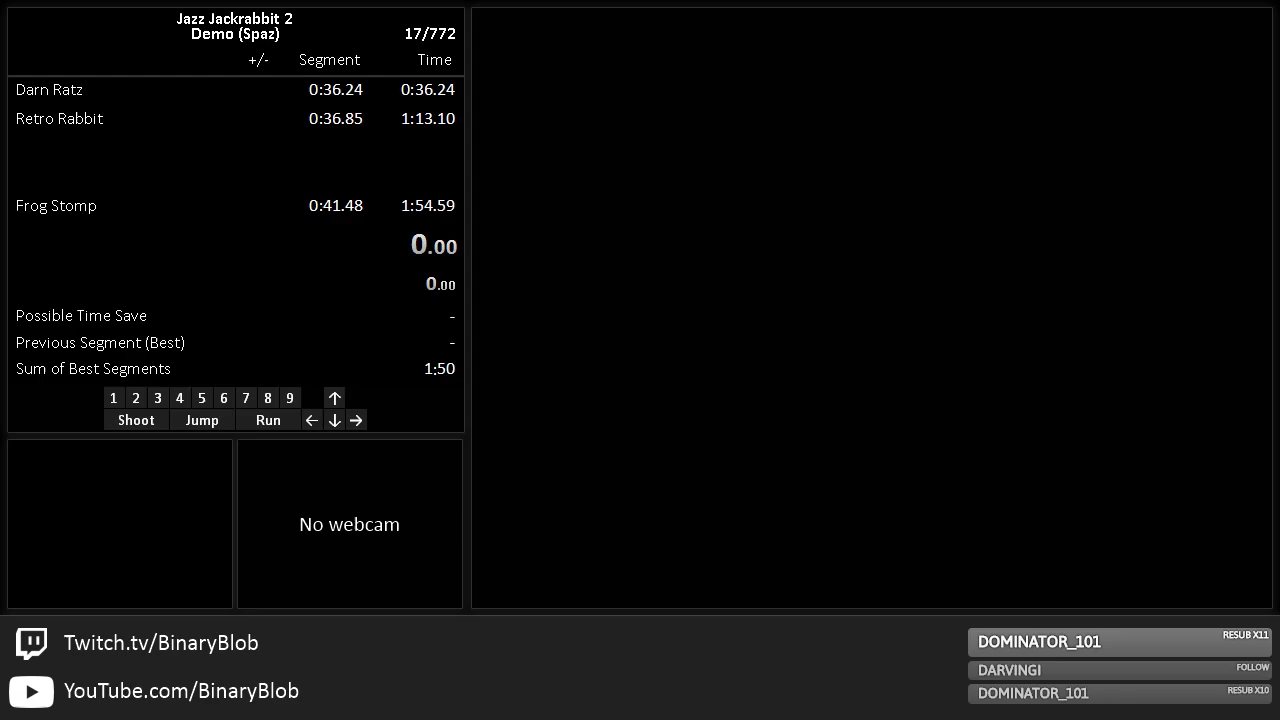 Jazz Jackrabbit 2
Demo (Spaz) 17/772
+/- Segment Time
Darn Ratz 0:36.24 0:36.24
Retro Rabbit 0:36.85 1:13.10
Frog Stomp 0:41.48 1:54.59
0.00
0.00
Possible Time Save -
Previous Segment (Best) -
Sum of Best Segments 1:50
1 2 3 4 5 6 7 8 9 ↑
Shoot Jump Run ← ↓ →
No webcam
Twitch.tv/BinaryBlob
YouTube.com/BinaryBlob
DOMINATOR_101 RESUB X11
DARVINGI FOLLOW
DOMINATOR_101 RESUB X10